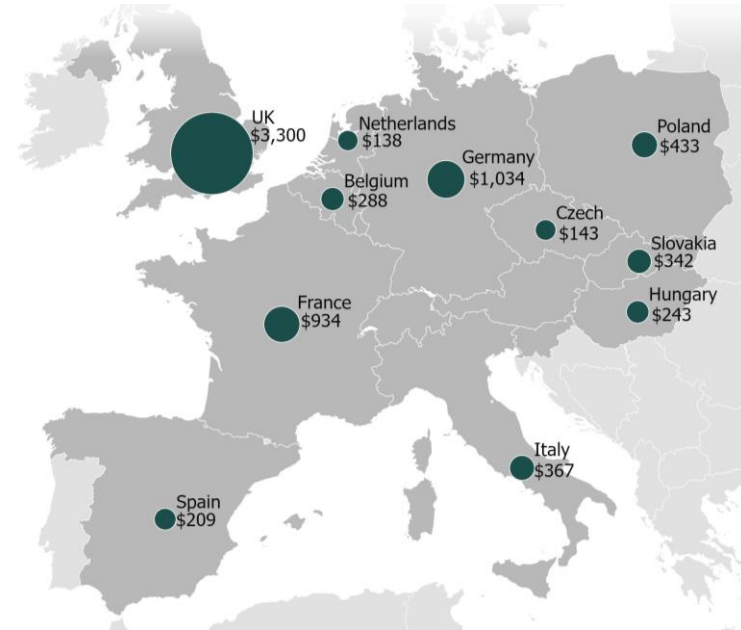 UK
$3,300
Netherlands
$138
Poland
$433
Germany
$1,034
Belgium
$288
Czech
$143
Slovakia
$342
Hungary
$243
France
$934
Italy
$367
Spain
$209